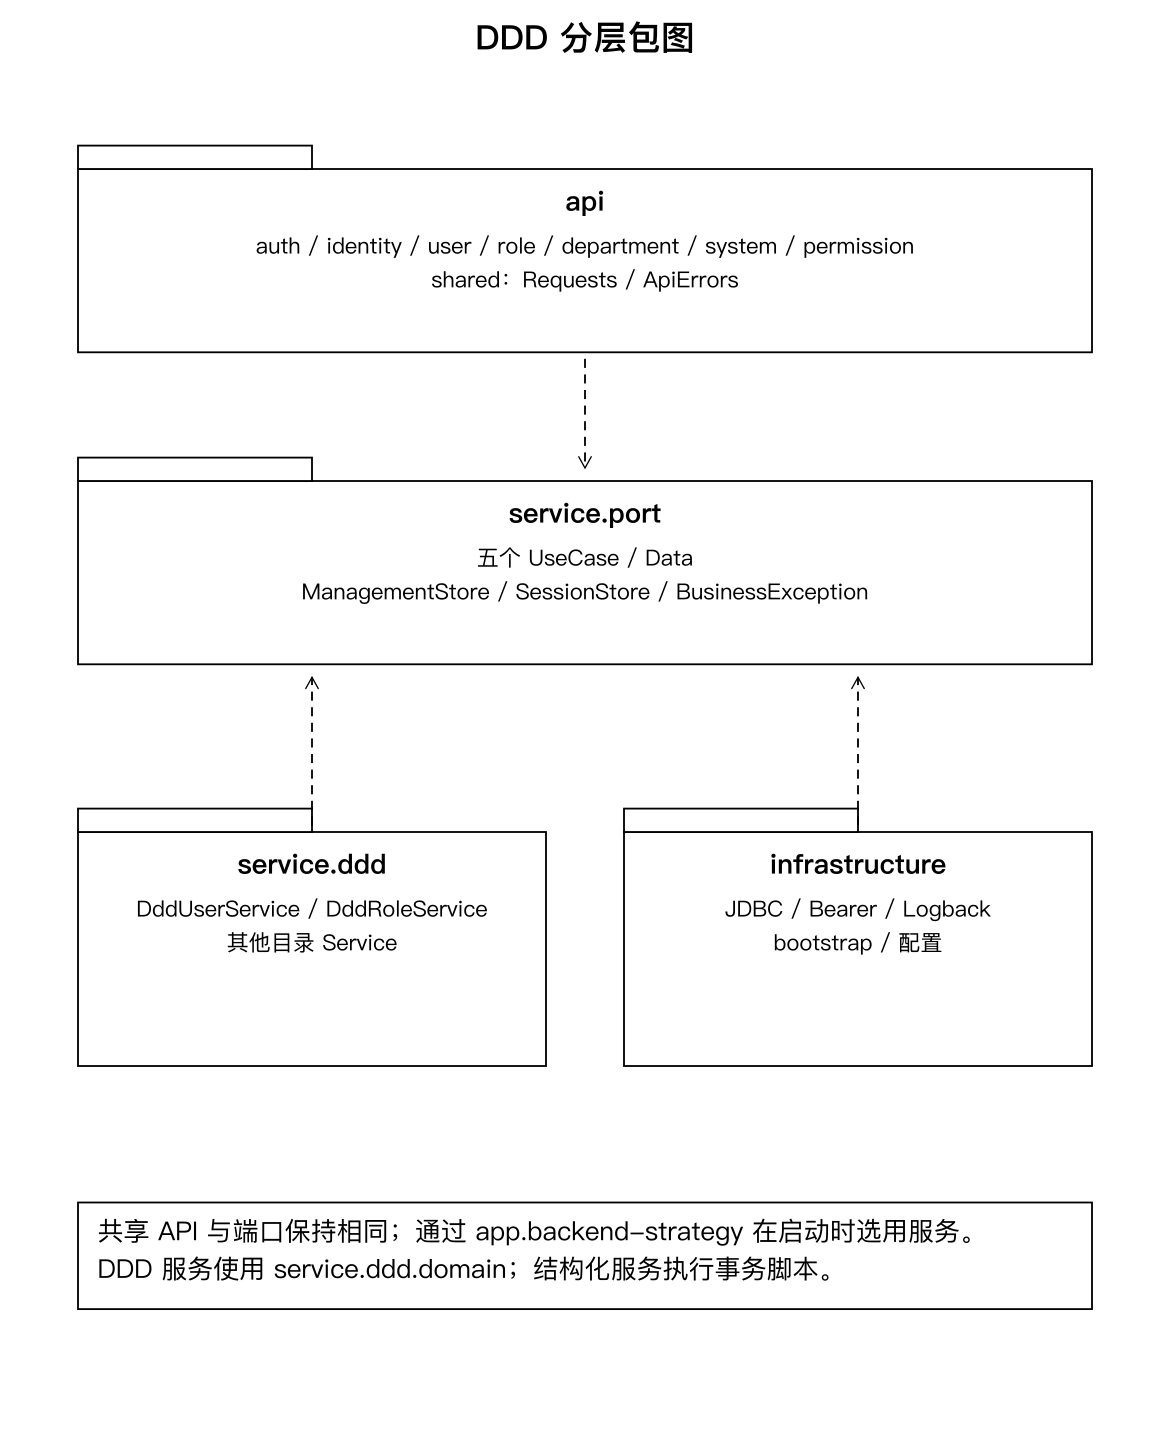 DDD 分层包图
api
auth / identity / user / role / department / system / permission
shared：Requests / ApiErrors
service.port
五个 UseCase / Data
ManagementStore / SessionStore / BusinessException
service.ddd
DddUserService / DddRoleService
其他目录 Service
infrastructure
JDBC / Bearer / Logback
bootstrap / 配置
共享 API 与端口保持相同；通过 app.backend-strategy 在启动时选用服务。
DDD 服务使用 service.ddd.domain；结构化服务执行事务脚本。